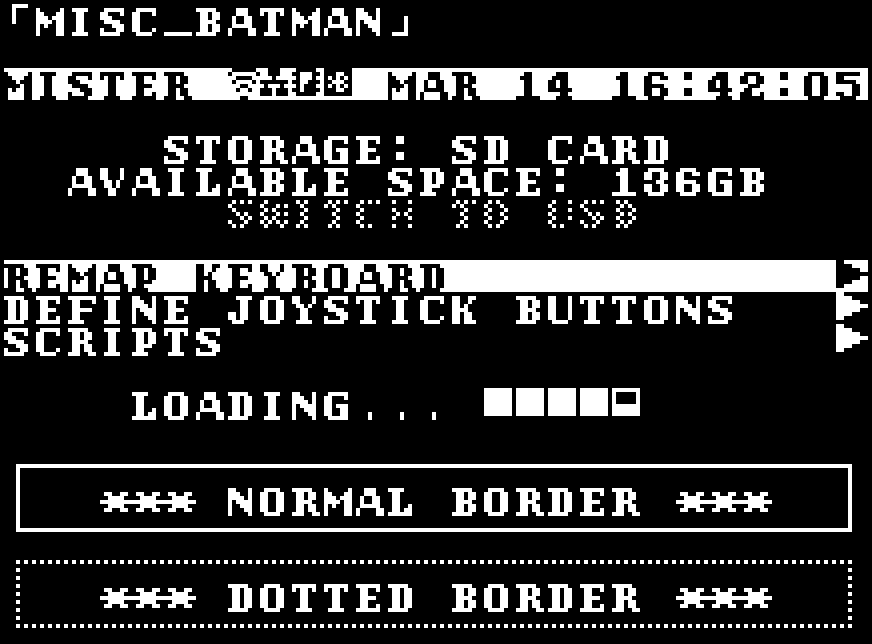 「MISC_BATMAN」
MISTER MAR 14 16:42:05
STORAGE: SD CARD
AVAILABLE SPACE: 136GB
SWITCH TO USB
REMAP KEYBOARD
DEFINE JOYSTICK BUTTONS
SCRIPTS
LOADING...
*** NORMAL BORDER ***
*** DOTTED BORDER ***